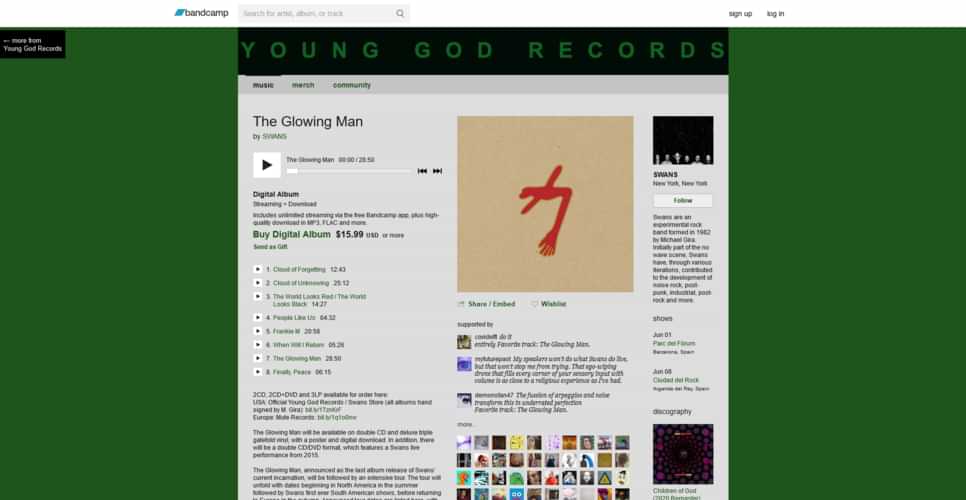 bandcamp
Search for artist, album, or track
sign up
log in
← more from
Young God Records
YOUNG GOD RECORDS
music
merch
community
The Glowing Man
by SWANS
The Glowing Man 00:00 / 28:50
Digital Album
Streaming + Download
Includes unlimited streaming via the free Bandcamp app, plus high-
quality download in MP3, FLAC and more.
Buy Digital Album $15.99 USD or more
Send as Gift
1. Cloud of Forgetting 12:43
2. Cloud of Unknowing 25:12
3. The World Looks Red / The World
Looks Black 14:27
4. People Like Us 04:32
5. Frankie M 20:58
6. When Will I Return 05:26
7. The Glowing Man 28:50
8. Finally, Peace 06:15
2CD, 2CD+DVD and 3LP available for order here:
USA: Official Young God Records / Swans Store (all albums hand
signed by M. Gira):
Europe: Mute Records:
The Glowing Man will be available on double CD and deluxe triple
gatefold vinyl, with a poster and digital download. In addition, there
will be a double CD/DVD format, which features a Swans live
performance from 2015.
The Glowing Man, announced as the last album release of Swans'
current incarnation, will be followed by an extensive tour. The tour will
unfold with dates beginning in North America in the summer
followed by Swans first ever South American shows, before returning
Share / Embed
Wishlist
supported by
do it
entirely Favorite track: The Glowing Man.
My speakers won't do what Swans do live,
but that won't stop me from trying. That ego-wiping
drone that fills every corner of your sensory input with
volume is as close to a religious experience as I've had.
The fusion of arpeggios and noise
transform this in underrated perfection
Favorite track: The Glowing Man.
more...
SWANS
New York, New York
Follow
Swans are an
experimental rock
band formed in 1982
by Michael Gira.
Initially part of the no
wave scene, Swans
have, through various
iterations, contributed
to the development of
noise rock, post-
punk, industrial, post-
rock and more.
shows
Jun 01
Parc del Fòrum
Barcelona, Spain
Jun 08
Ciudad del Rock
Arganda del Rey, Spain
discography
Children of God